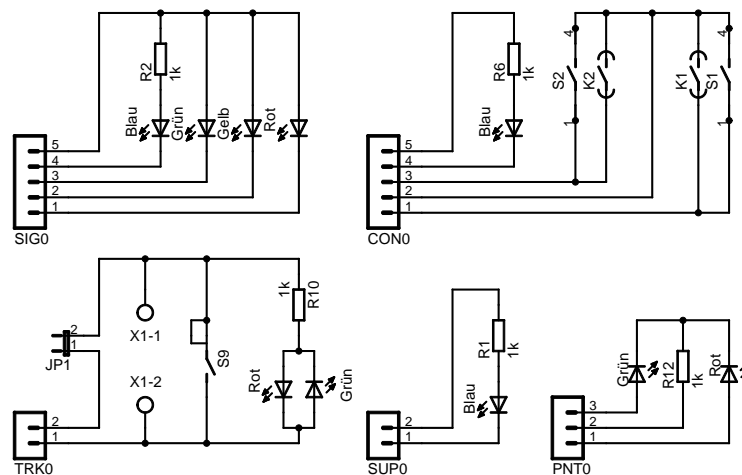 R2
1k
Blau
Grün
Gelb
Rot
5
4
3
2
1
SIG0
R6
1k
Blau
S2
4
1
K2
K1
S1
4
1
5
4
3
2
1
CON0
2
1
JP1
X1-1
X1-2
S9
1k
R10
Rot
Grün
2
1
TRK0
R1
1k
Blau
2
1
SUP0
Grün
R12
1k
Rot
3
2
1
PNT0